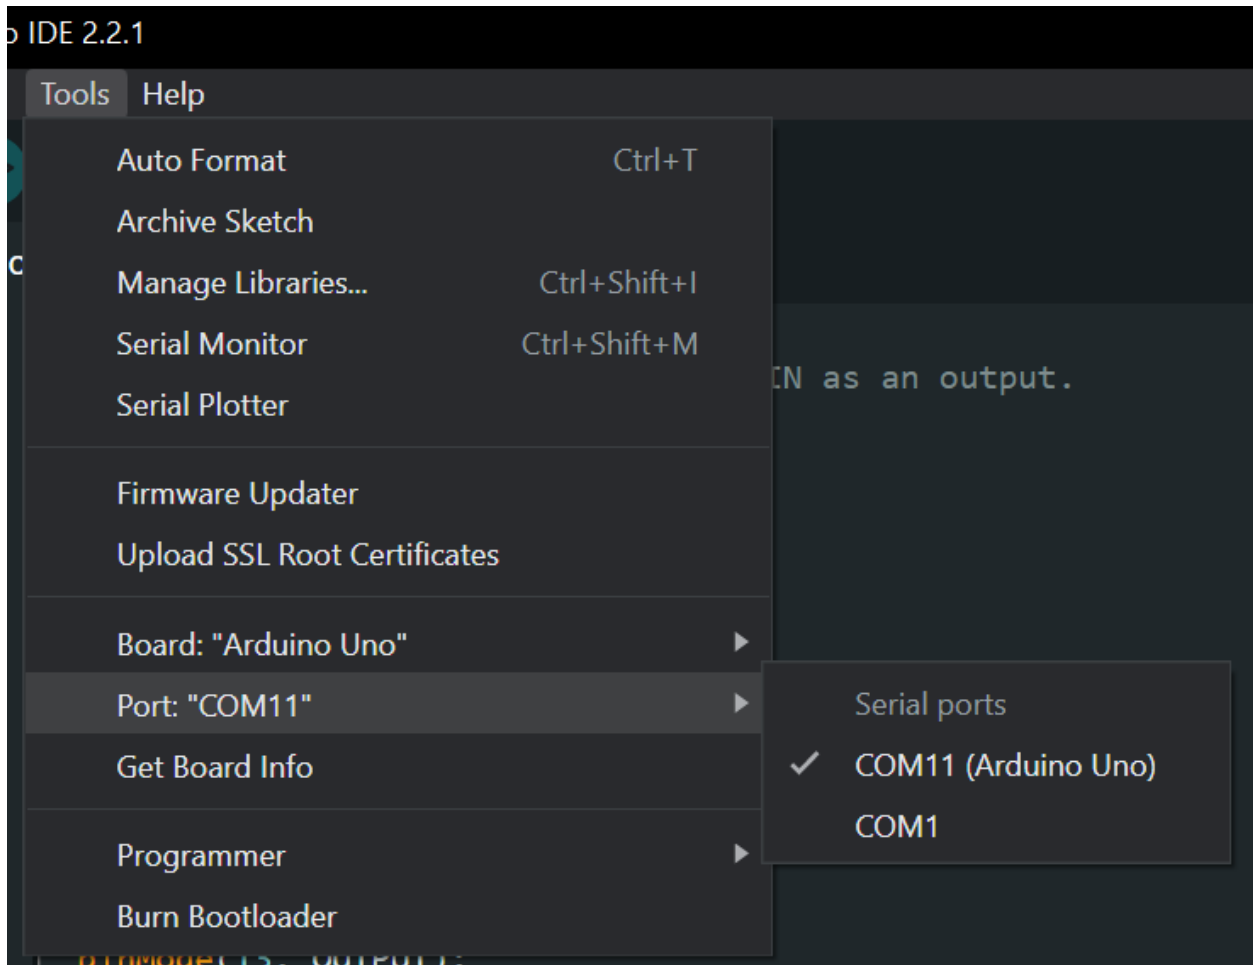 IDE 2.2.1
Tools Help
Auto Format Ctrl+T
Archive Sketch
Manage Libraries... Ctrl+Shift+I
Serial Monitor Ctrl+Shift+M
IN as an output.
Serial Plotter
Firmware Updater
Upload SSL Root Certificates
Board: "Arduino Uno"
Port: "COM11"
Get Board Info
Programmer
Burn Bootloader
Serial ports
COM11 (Arduino Uno)
COM1